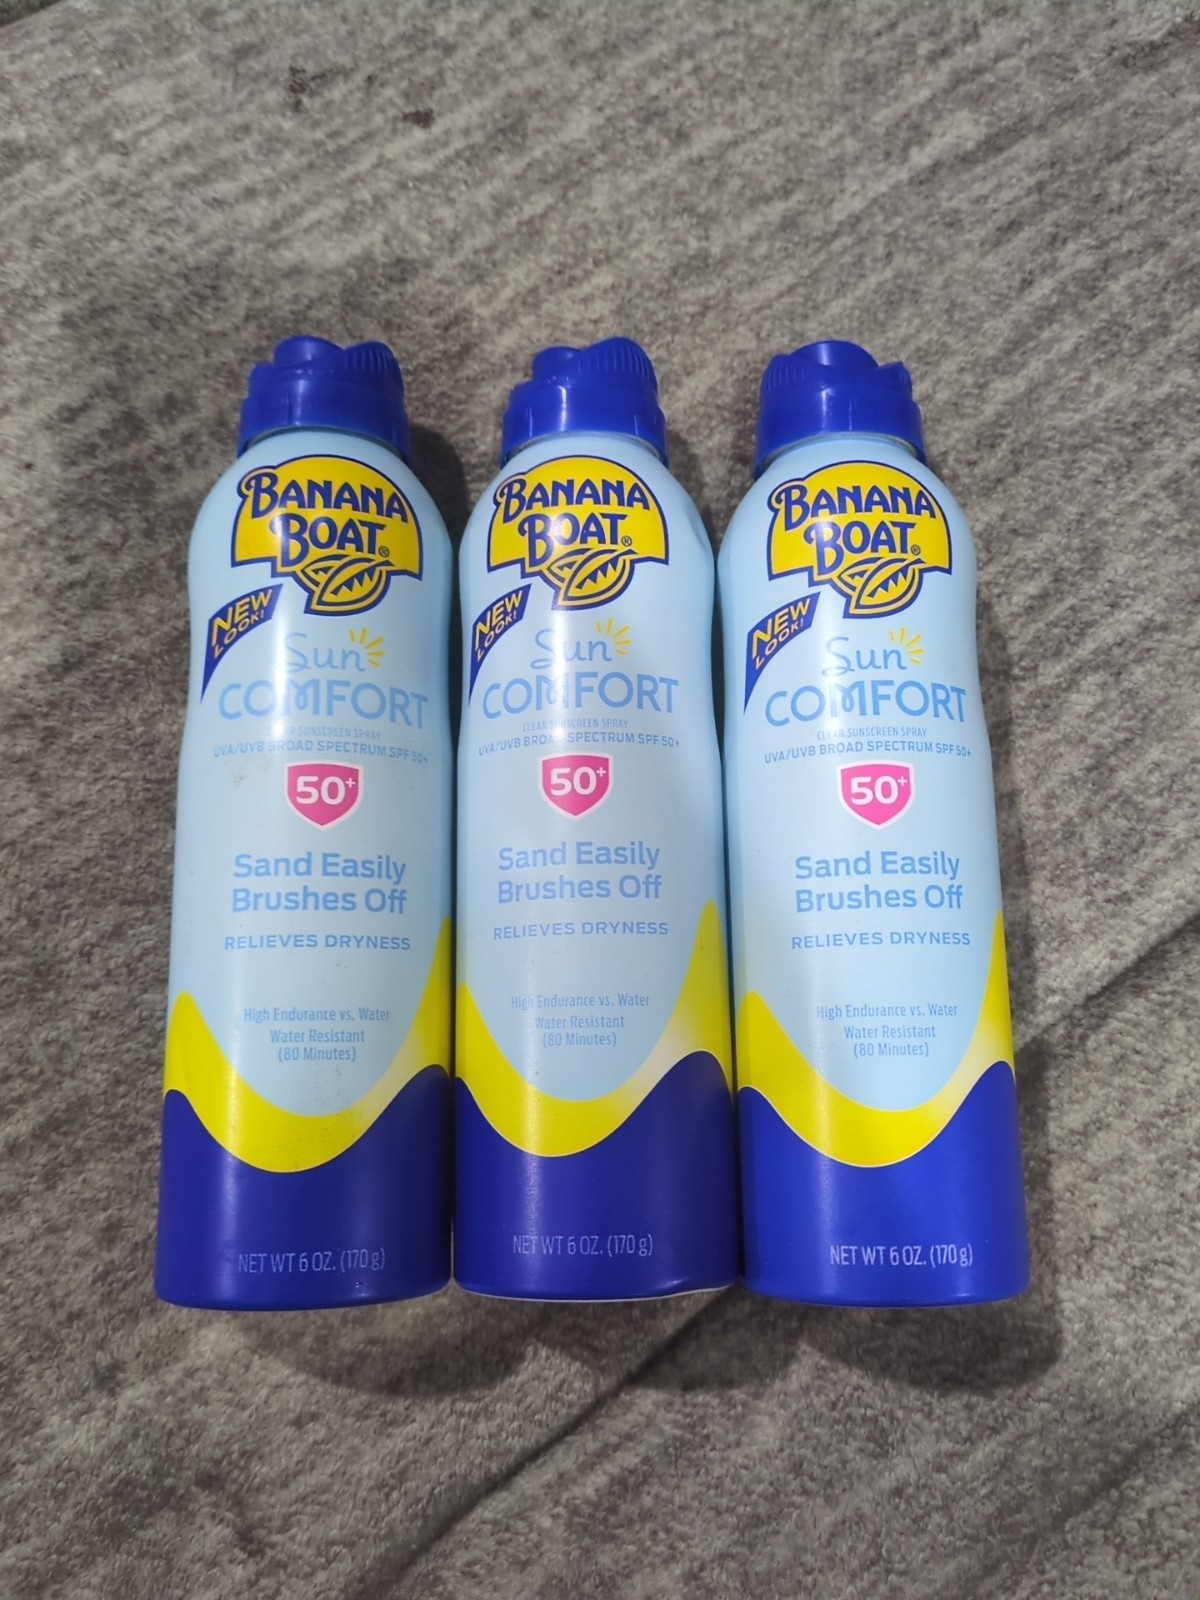 BANANA
BOAT®
NEW
LOOK!
Sun
COMFORT
SUNSCREEN SPRAY
UVA/UVB BROAD SPECTRUM SPF 50+
50+
Sand Easily
Brushes Off
RELIEVES DRYNESS
High Endurance vs. Water
Water Resistant
(80 Minutes)
NET WT 6 OZ. (170 g)
BANANA
BOAT®
NEW
LOOK!
Sun
COMFORT
CLEAR SUNSCREEN SPRAY
UVA/UVB BROAD SPECTRUM SPF 50+
50+
Sand Easily
Brushes Off
RELIEVES DRYNESS
High Endurance vs. Water
Water Resistant
(80 Minutes)
NET WT 6 OZ. (170 g)
BANANA
BOAT®
NEW
LOOK!
Sun
COMFORT
CLEAR SUNSCREEN SPRAY
UVA/UVB BROAD SPECTRUM SPF 50+
50+
Sand Easily
Brushes Off
RELIEVES DRYNESS
High Endurance vs. Water
Water Resistant
(80 Minutes)
NET WT 6 OZ. (170 g)